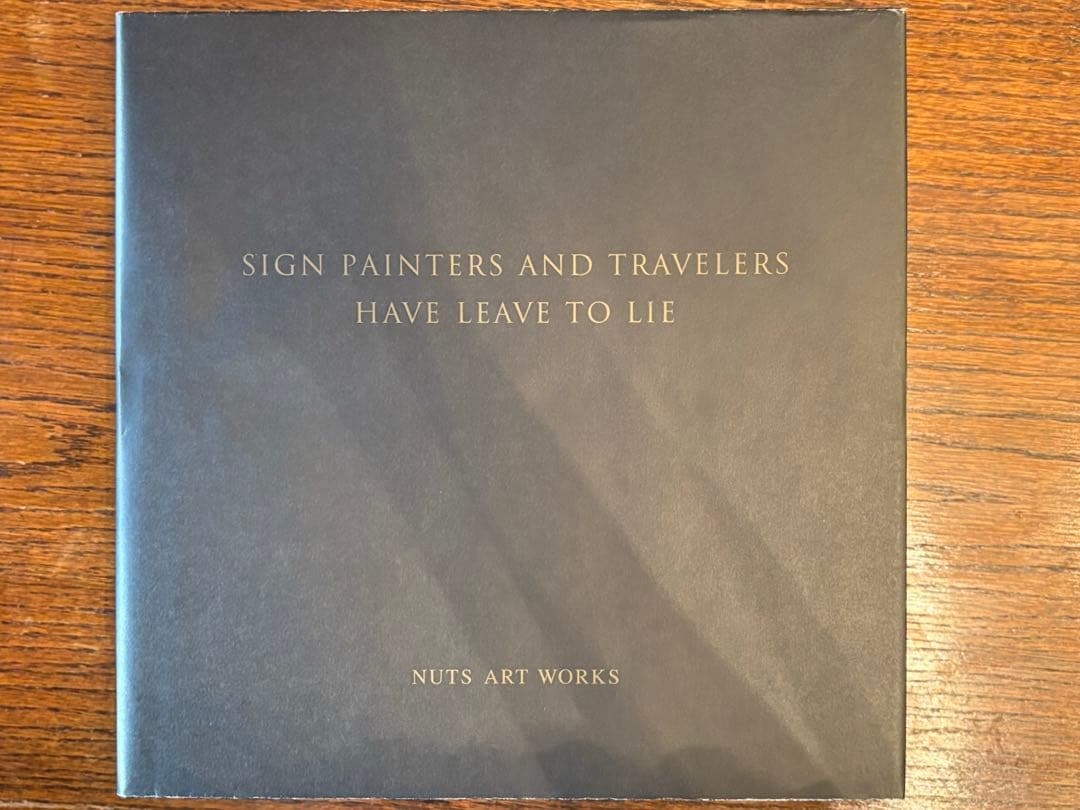 SIGN PAINTERS AND TRAVELERS
HAVE LEAVE TO LIE
NUTS ART WORKS